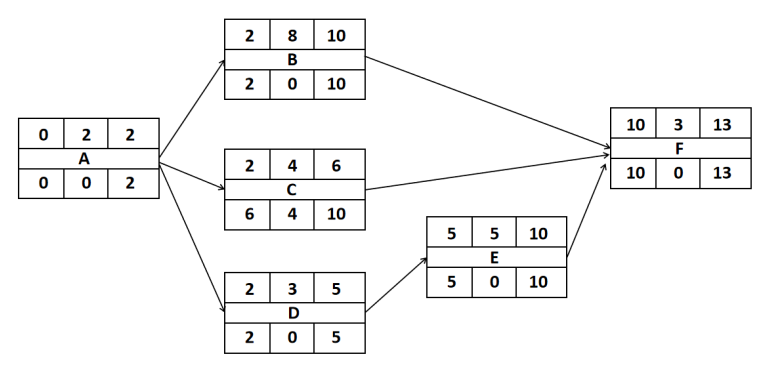 0 2 2
A
0 0 2
2 8 10
B
2 0 10
2 4 6
C
6 4 10
2 3 5
D
2 0 5
5 5 10
E
5 0 10
10 3 13
F
10 0 13